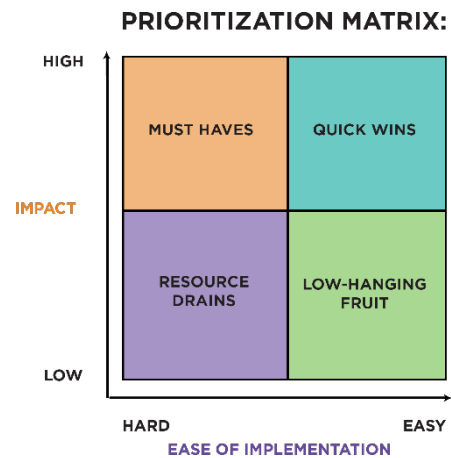 PRIORITIZATION MATRIX:
HIGH
MUST HAVES
QUICK WINS
IMPACT
RESOURCE
DRAINS
LOW-HANGING
FRUIT
LOW
HARD
EASY
EASE OF IMPLEMENTATION